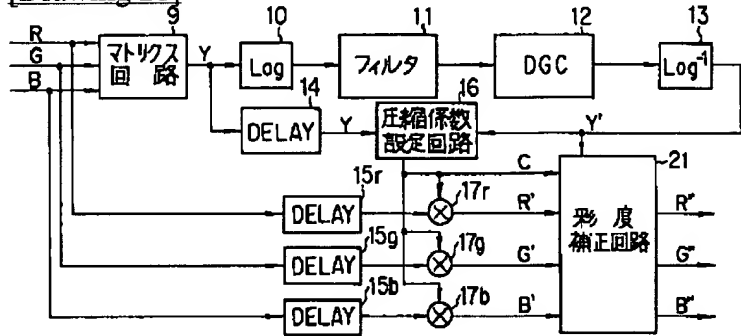 9
10
11
12
13
R
G
B
マトリクス
回路
Y
Log
フィルタ
DGC
Log⁻¹
14
16
DELAY
Y
圧縮係数
設定回路
Y'
21
C
15r
DELAY
17r
R'
彩度
補正回路
R"
15g
DELAY
17g
G'
G"
15b
DELAY
17b
B'
B"